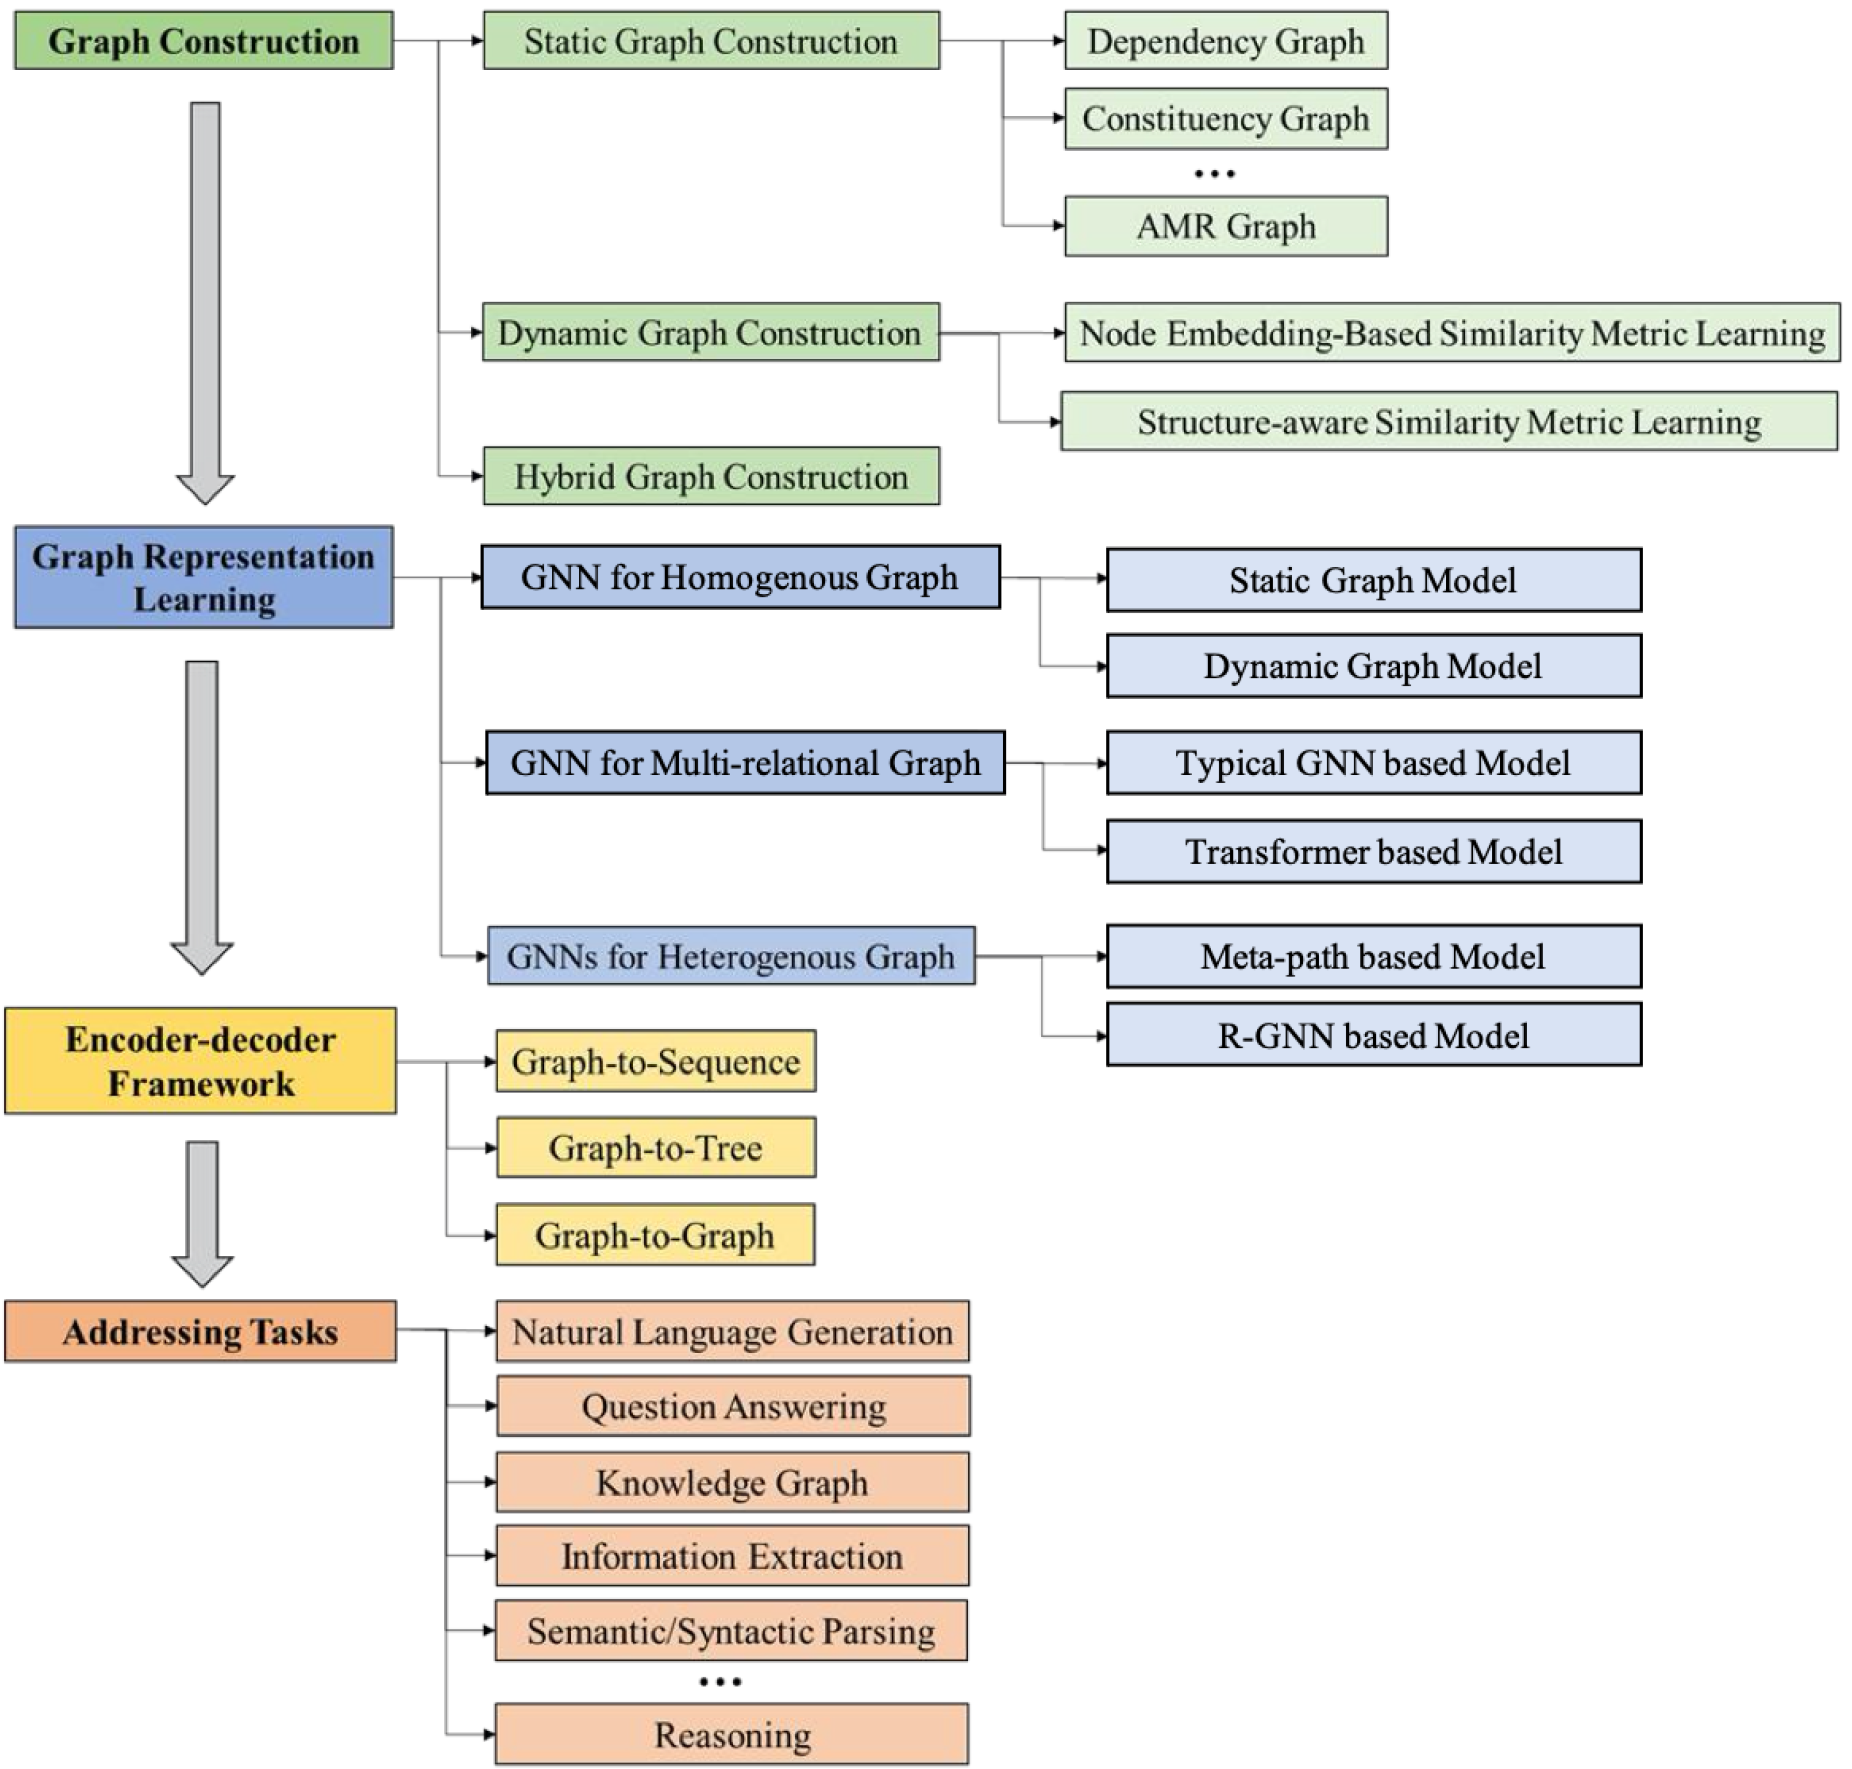 Graph Construction
Static Graph Construction
Dependency Graph
Constituency Graph
...
AMR Graph
Dynamic Graph Construction
Node Embedding-Based Similarity Metric Learning
Structure-aware Similarity Metric Learning
Hybrid Graph Construction
Graph Representation
Learning
GNN for Homogenous Graph
Static Graph Model
Dynamic Graph Model
GNN for Multi-relational Graph
Typical GNN based Model
Transformer based Model
GNNs for Heterogenous Graph
Meta-path based Model
R-GNN based Model
Encoder-decoder
Framework
Graph-to-Sequence
Graph-to-Tree
Graph-to-Graph
Addressing Tasks
Natural Language Generation
Question Answering
Knowledge Graph
Information Extraction
Semantic/Syntactic Parsing
...
Reasoning